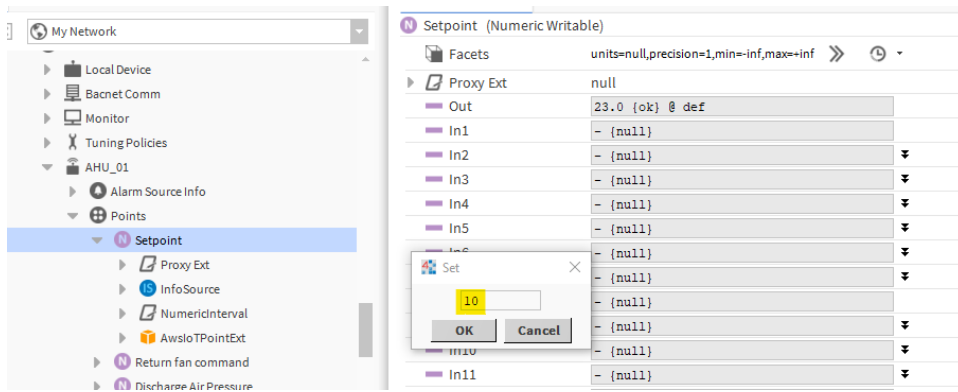 My Network
Local Device
Bacnet Comm
Monitor
Tuning Policies
AHU_01
Alarm Source Info
Points
N Setpoint
Proxy Ext
IS InfoSource
NumericInterval
AwsIoTPointExt
N Return fan command
N Discharge Air Pressure
N Setpoint (Numeric Writable)
Facets units=null,precision=1,min=-inf,max=+inf
Proxy Ext null
Out 23.0 {ok} @ def
In1 - {null}
In2 - {null}
In3 - {null}
In4 - {null}
In5 - {null}
In6 - {null}
- {null}
- {null}
- {null}
In10 - {null}
In11 - {null}
Set
10
OK Cancel